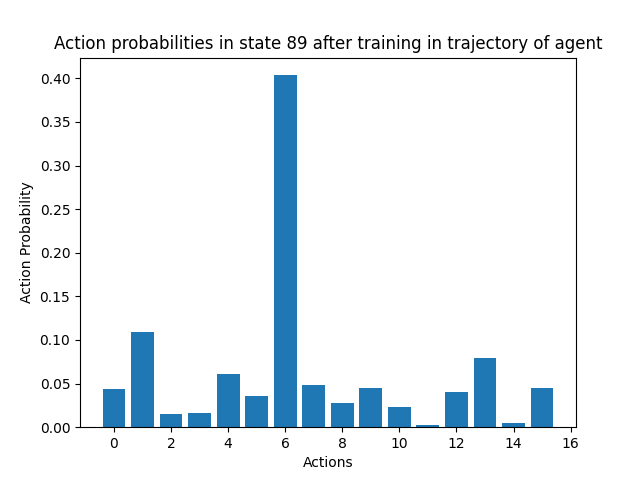 Action probabilities in state 89 after training in trajectory of agent
0.40
0.35
0.30
0.25
0.20
0.15
0.10
0.05
0.00
Action Probability
0 2 4 6 8 10 12 14 16
Actions